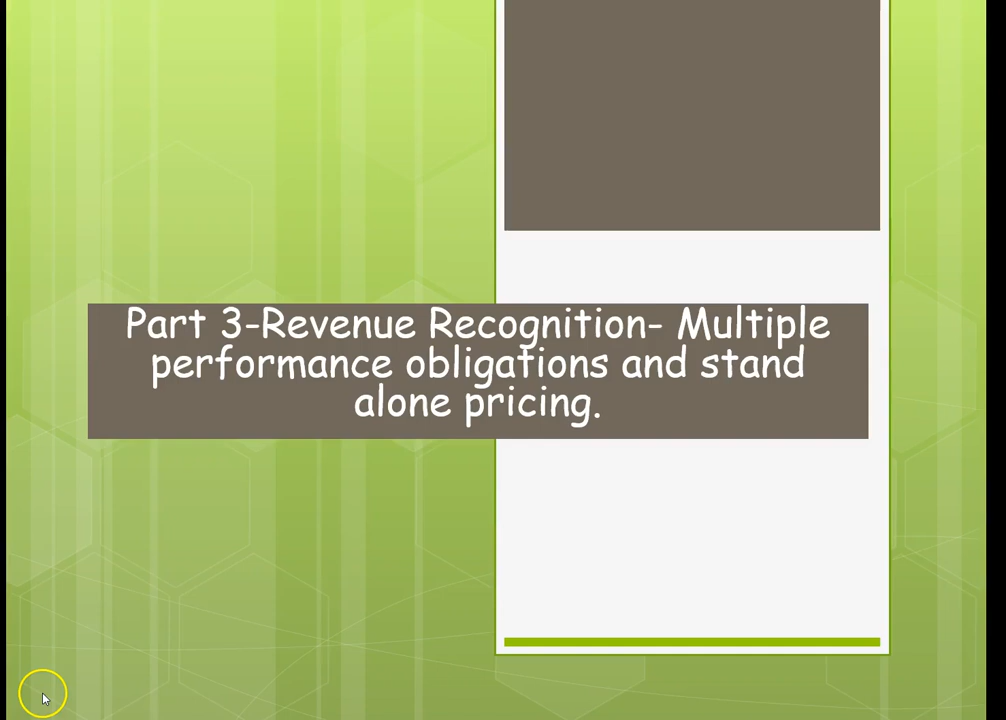 Part 3-Revenue Recognition- Multiple
performance obligations and stand
alone pricing.